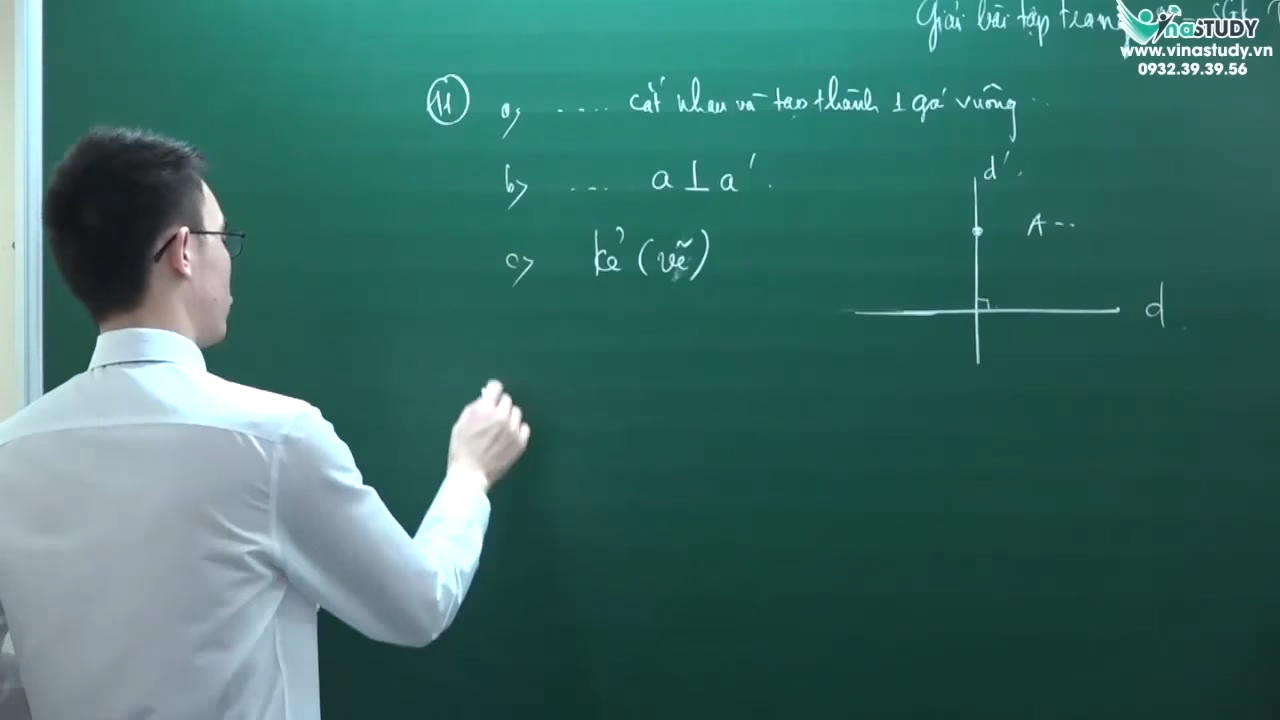 Giải bài tập trang
VinaSTUDY
www.vinastudy.vn
0932.39.39.56
11 a, .... cắt nhau và tạo thành 1 góc vuông ..
b, ... a ⊥ a'.
c, kẻ (vẽ)
d'.
A ...
d.